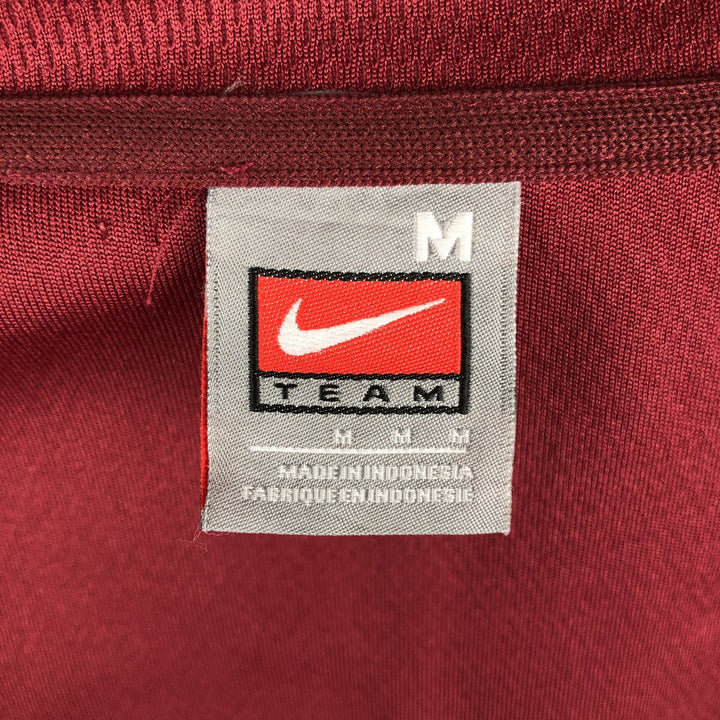 M
TEAM
M M M
MADE IN INDONESIA
FABRIQUE EN INDONESIE